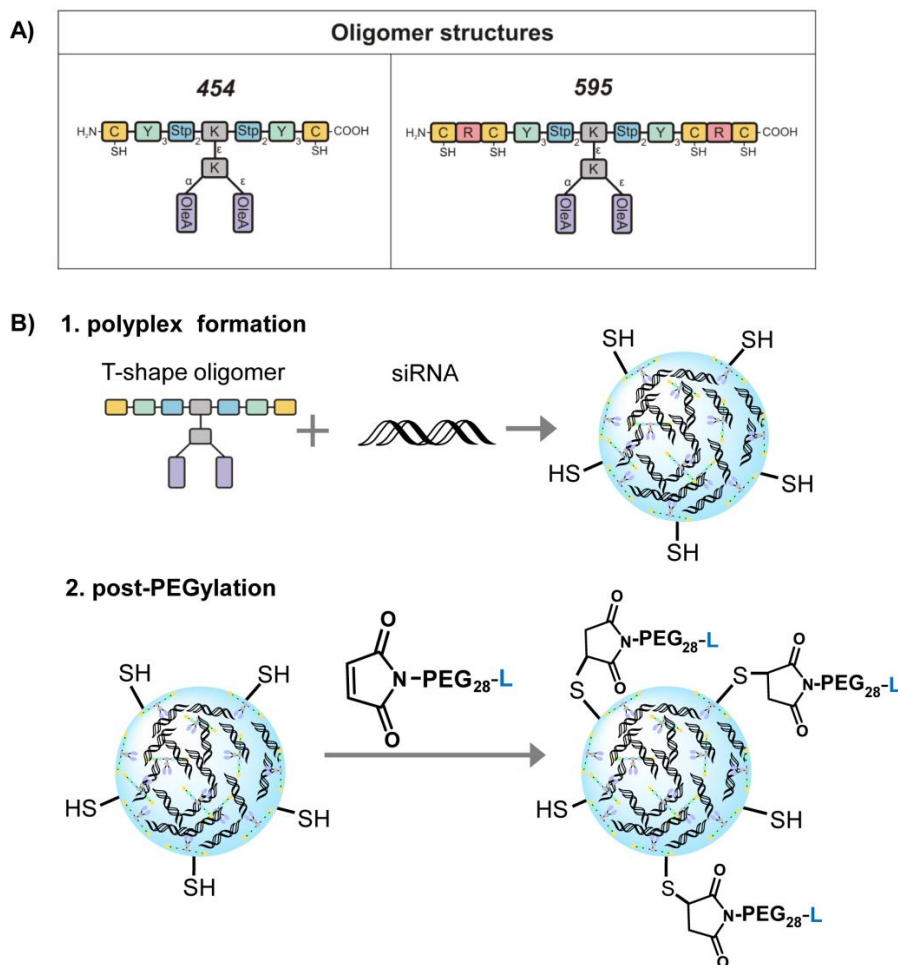 A)
Oligomer structures
454
595
H₂N C Y 3 Stp 2 K Stp 2 Y 3 C COOH
SH ε SH
K
α ε
OleA OleA
H₂N C R C Y 3 Stp 2 K Stp 2 Y 3 C R C COOH
SH SH ε SH SH
K
α ε
OleA OleA
B) 1. polyplex formation
T-shape oligomer
siRNA
SH SH
HS SH
SH
2. post-PEGylation
SH SH
HS SH
SH
O
N-PEG₂₈-L
O
O
N-PEG₂₈-L
O
S
O
N-PEG₂₈-L
O
S
HS SH
S
O
N-PEG₂₈-L
O